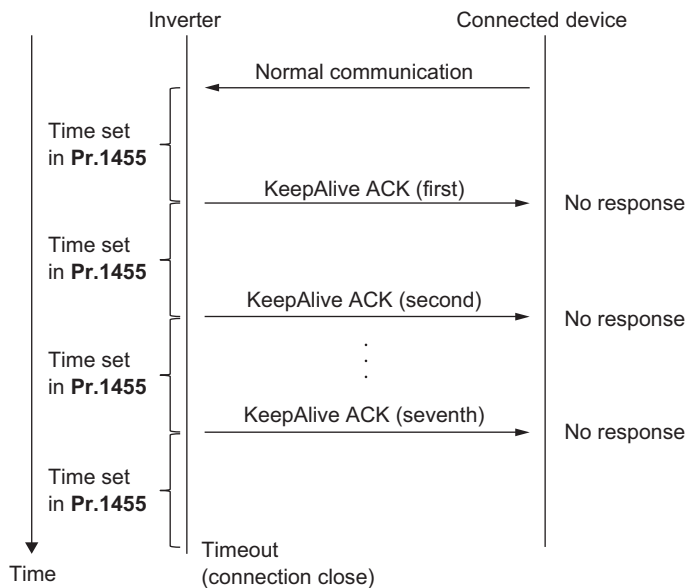 Inverter
Connected device
Normal communication
Time set
in Pr.1455
KeepAlive ACK (first)
No response
Time set
in Pr.1455
KeepAlive ACK (second)
No response
Time set
in Pr.1455
KeepAlive ACK (seventh)
No response
Time set
in Pr.1455
Time
Timeout
(connection close)